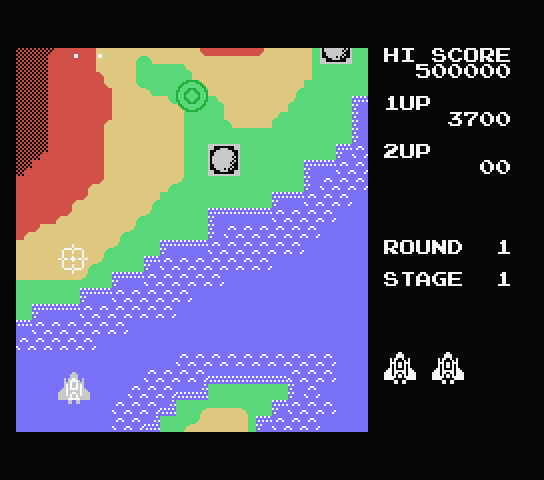 HI SCORE
500000
1UP
3700
2UP
00
ROUND 1
STAGE 1